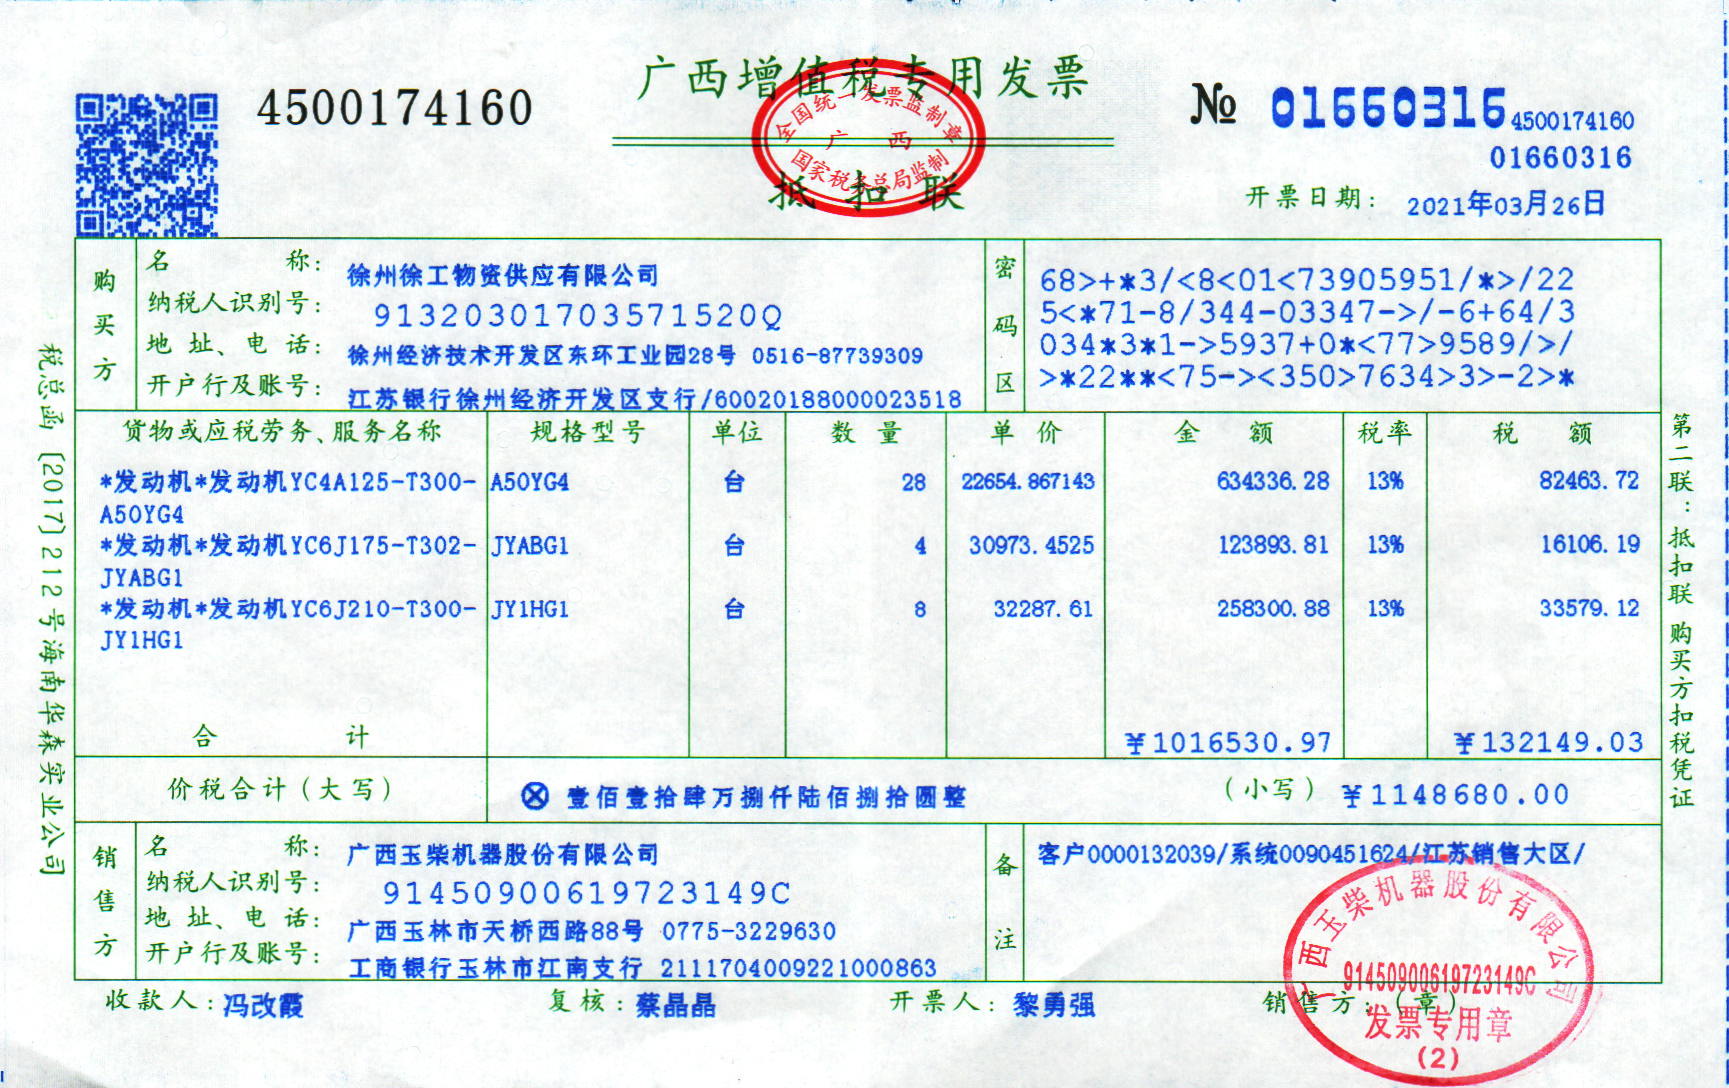 广西增值税专用发票
4500174160
№ 01660316
4500174160
01660316
全国统一发票监制章
广 西
国家税务总局监制
抵扣联
开票日期: 2021年03月26日
购买方
名 称: 徐州徐工物资供应有限公司
纳税人识别号: 91320301703571520Q
地 址、电 话: 徐州经济技术开发区东环工业园28号 0516-87739309
开户行及账号: 江苏银行徐州经济开发区支行/60020188000023518
密码区
68>+*3/<8<01<73905951/*>/22
5<*71-8/344-03347->/-6+64/3
034*3*1->5937+0*<77>9589/>/
>*22**<75-><350>7634>3>-2>*
货物或应税劳务、服务名称 规格型号 单位 数 量 单 价 金 额 税率 税 额
*发动机*发动机YC4A125-T300- A50YG4 台 28 22654.867143 634336.28 13% 82463.72
A50YG4
*发动机*发动机YC6J175-T302- JYABG1 台 4 30973.4525 123893.81 13% 16106.19
JYABG1
*发动机*发动机YC6J210-T300- JY1HG1 台 8 32287.61 258300.88 13% 33579.12
JY1HG1
合 计 ¥1016530.97 ¥132149.03
价税合计(大写) ⊗壹佰壹拾肆万捌仟陆佰捌拾圆整 (小写) ¥1148680.00
销售方
名 称: 广西玉柴机器股份有限公司
纳税人识别号: 91450900619723149C
地 址、电 话: 广西玉林市天桥西路88号 0775-3229630
开户行及账号: 工商银行玉林市江南支行 2111704009221000863
备注
客户0000132039/系统0090451624/江苏销售大区/
收款人: 冯改霞 复核: 蔡晶晶 开票人: 黎勇强 销售方:(章)
广西玉柴机器股份有限公司
91450900619723149C
发票专用章
(2)
税总函〔2017〕212号海南华森实业公司
第二联:抵扣联 购买方扣税凭证